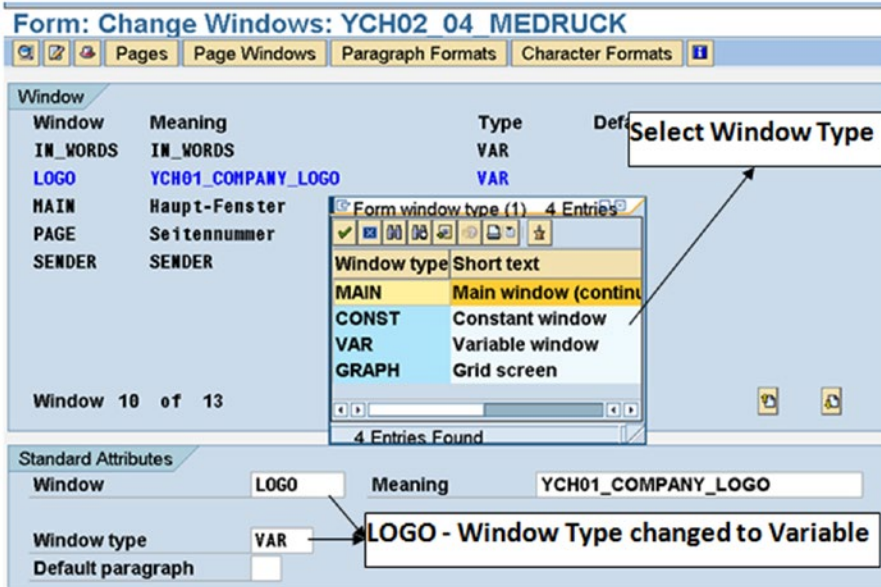 Form: Change Windows: YCH02_04_MEDRUCK
Pages Page Windows Paragraph Formats Character Formats
Window
Window Meaning Type Defa
Select Window Type
IN_WORDS IN_WORDS VAR
LOGO YCH01_COMPANY_LOGO VAR
MAIN Haupt-Fenster
PAGE Seitennummer
SENDER SENDER
Form window type (1) 4 Entries
Window type Short text
MAIN Main window (continu
CONST Constant window
VAR Variable window
GRAPH Grid screen
4 Entries Found
Window 10 of 13
Standard Attributes
Window LOGO Meaning YCH01_COMPANY_LOGO
Window type VAR
LOGO - Window Type changed to Variable
Default paragraph